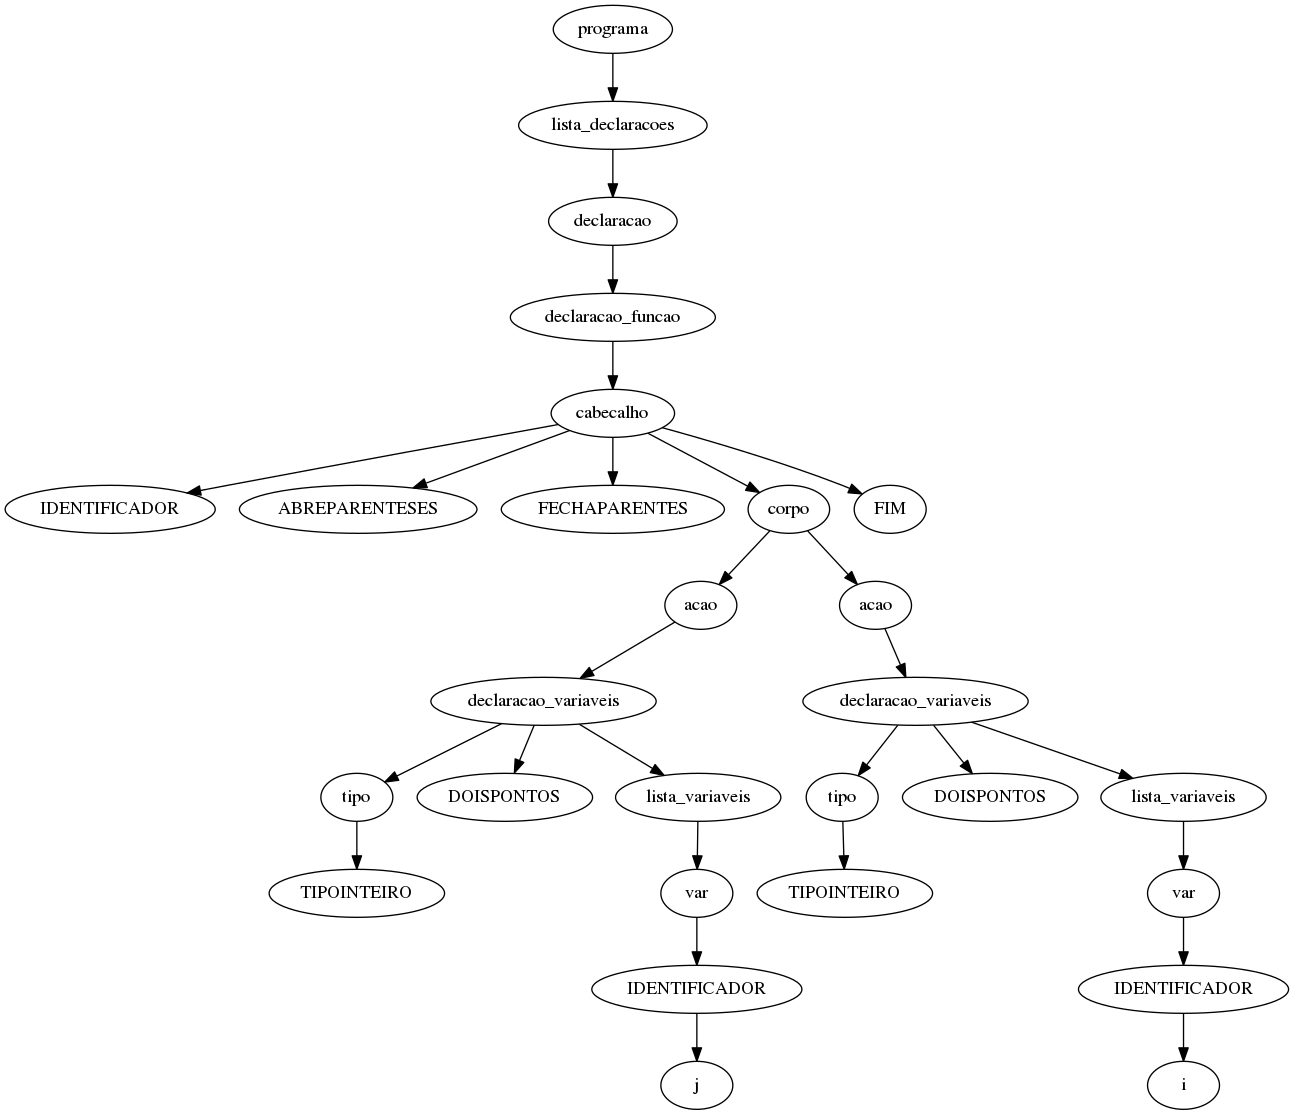 programa
lista_declaracoes
declaracao
declaracao_funcao
cabecalho
IDENTIFICADOR ABREPARENTESES FECHAPARENTES corpo FIM
acao acao
declaracao_variaveis declaracao_variaveis
tipo DOISPONTOS lista_variaveis tipo DOISPONTOS lista_variaveis
TIPOINTEIRO var TIPOINTEIRO var
IDENTIFICADOR IDENTIFICADOR
j i